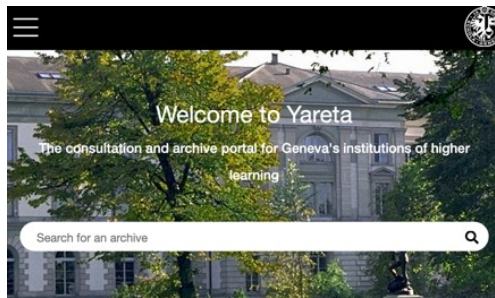 Welcome to Yareta
The consultation and archive portal for Geneva's institutions of higher
learning
Search for an archive